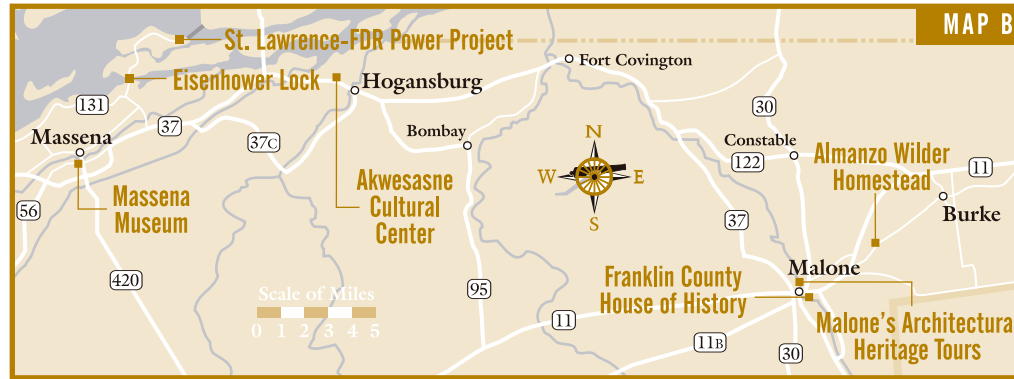 MAP B
St. Lawrence-FDR Power Project
Eisenhower Lock
Hogansburg
Fort Covington
131
37
30
Massena
37C
Bombay
Constable
N
122
Almanzo Wilder
Homestead
11
W
E
Massena
Museum
Akwesasne
Cultural
Center
56
S
37
Burke
420
95
Franklin County
House of History
Malone
Scale of Miles
0 1 2 3 4 5
11
11B
30
Malone's Architectura
Heritage Tours